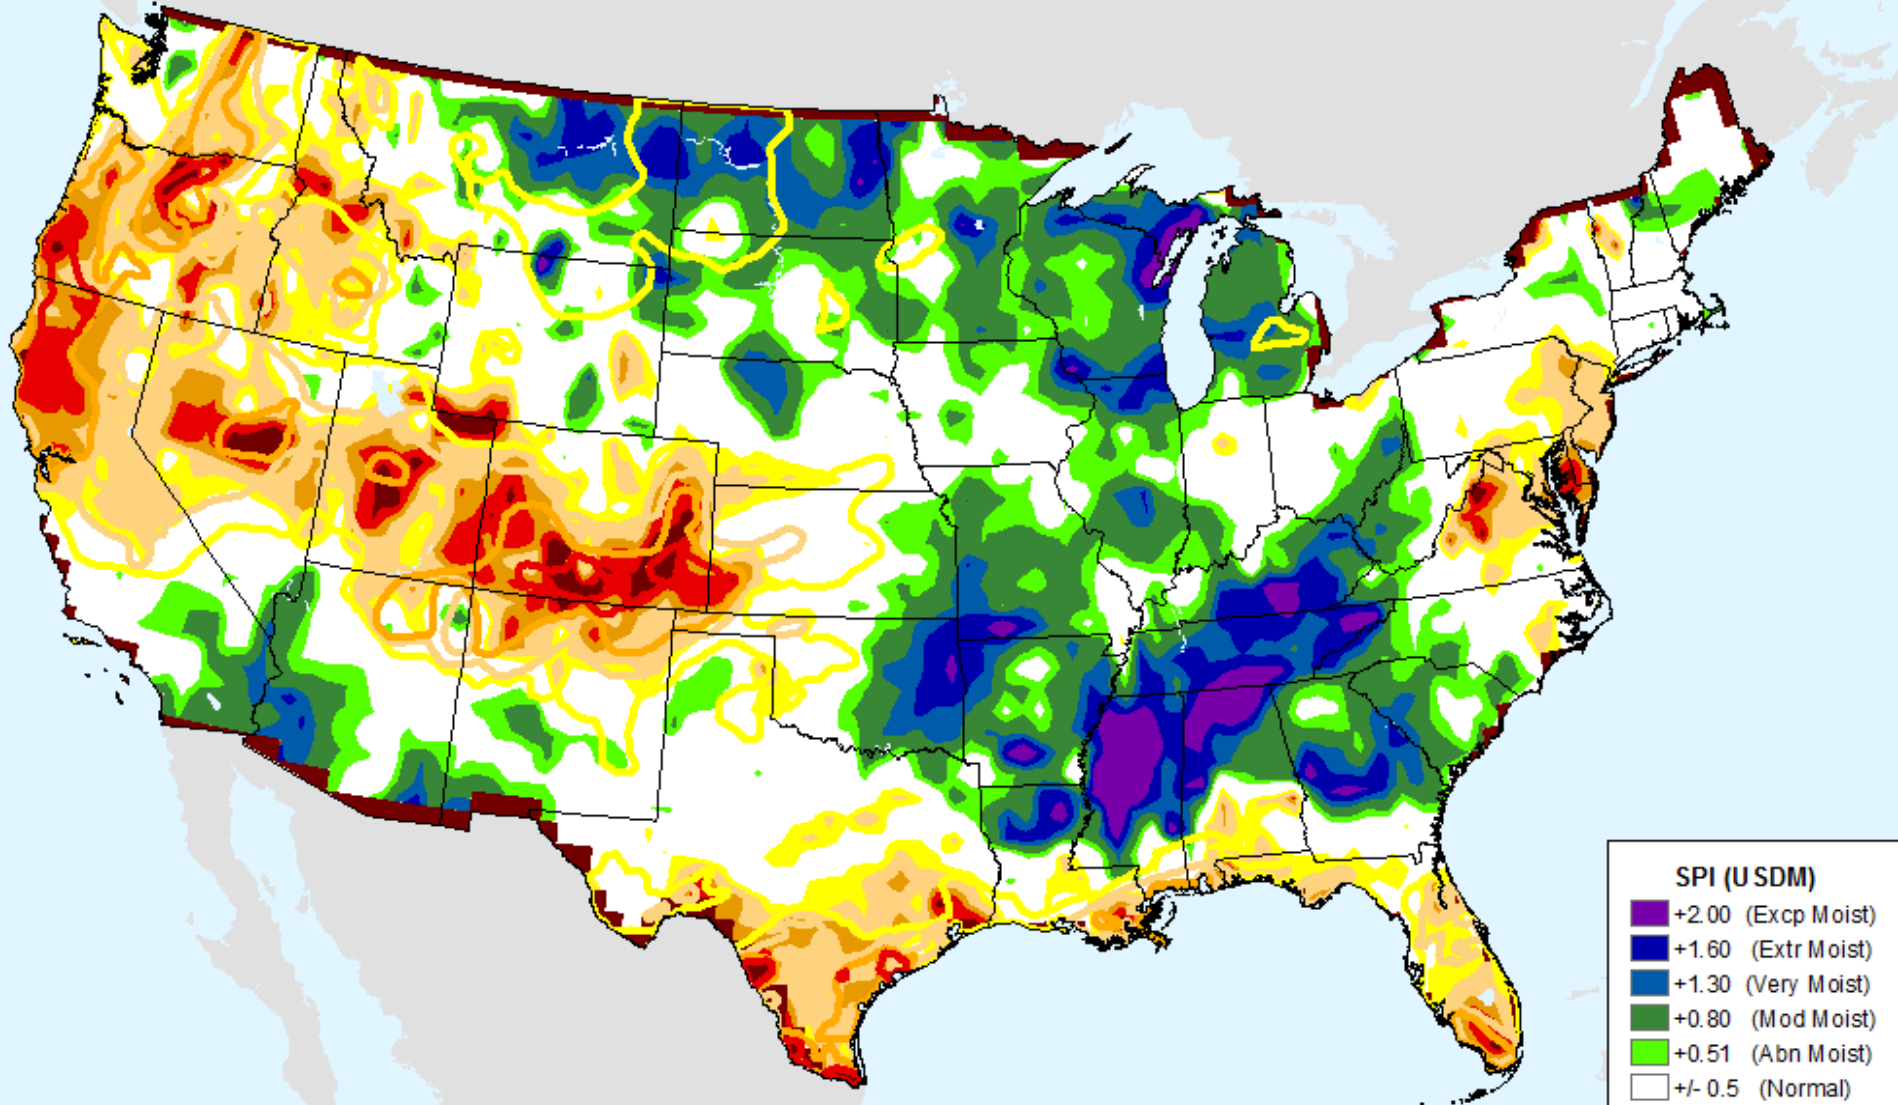 SPI (USDM)
+2.00 (Excp Moist)
+1.60 (Extr Moist)
+1.30 (Very Moist)
+0.80 (Mod Moist)
+0.51 (Abn Moist)
+/- 0.5 (Normal)